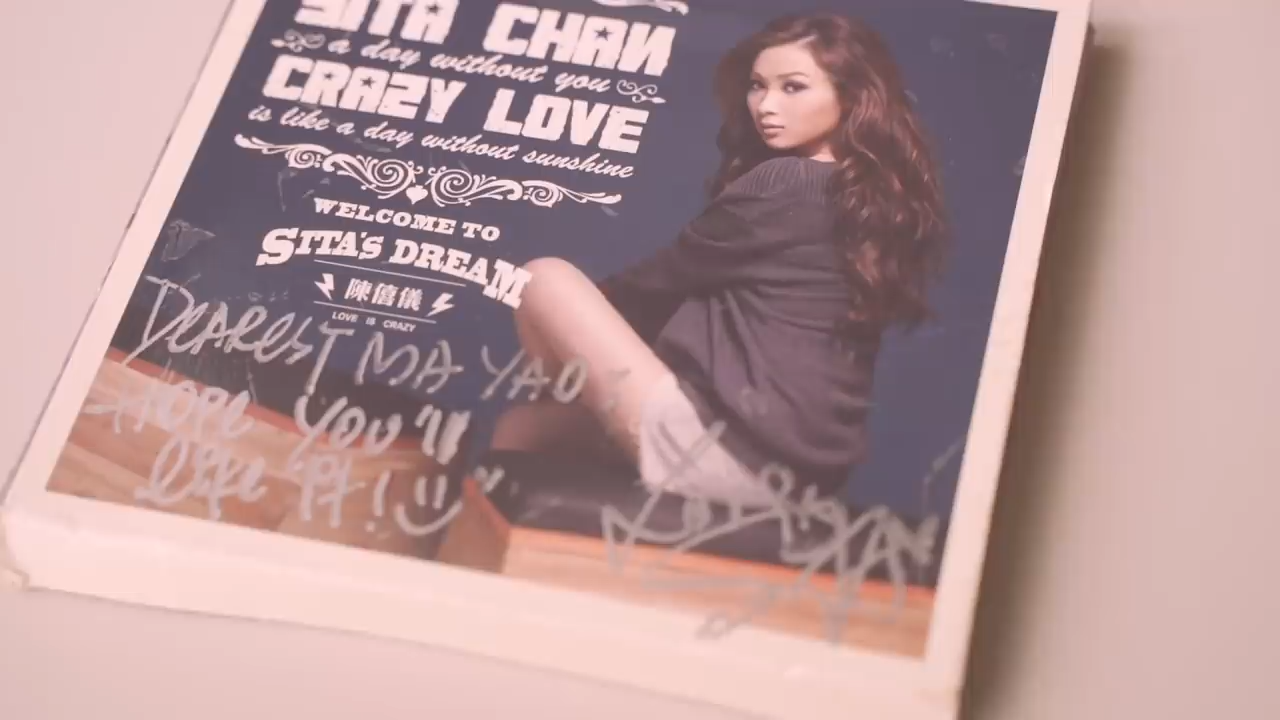 SITA CHAN
a day without you
CRAZY LOVE
is like a day without sunshine
WELCOME TO
SITA'S DREAM
陳僖儀
LOVE IS CRAZY
DEAREST MA YAO:
HOPE YOU'll
like it! :)